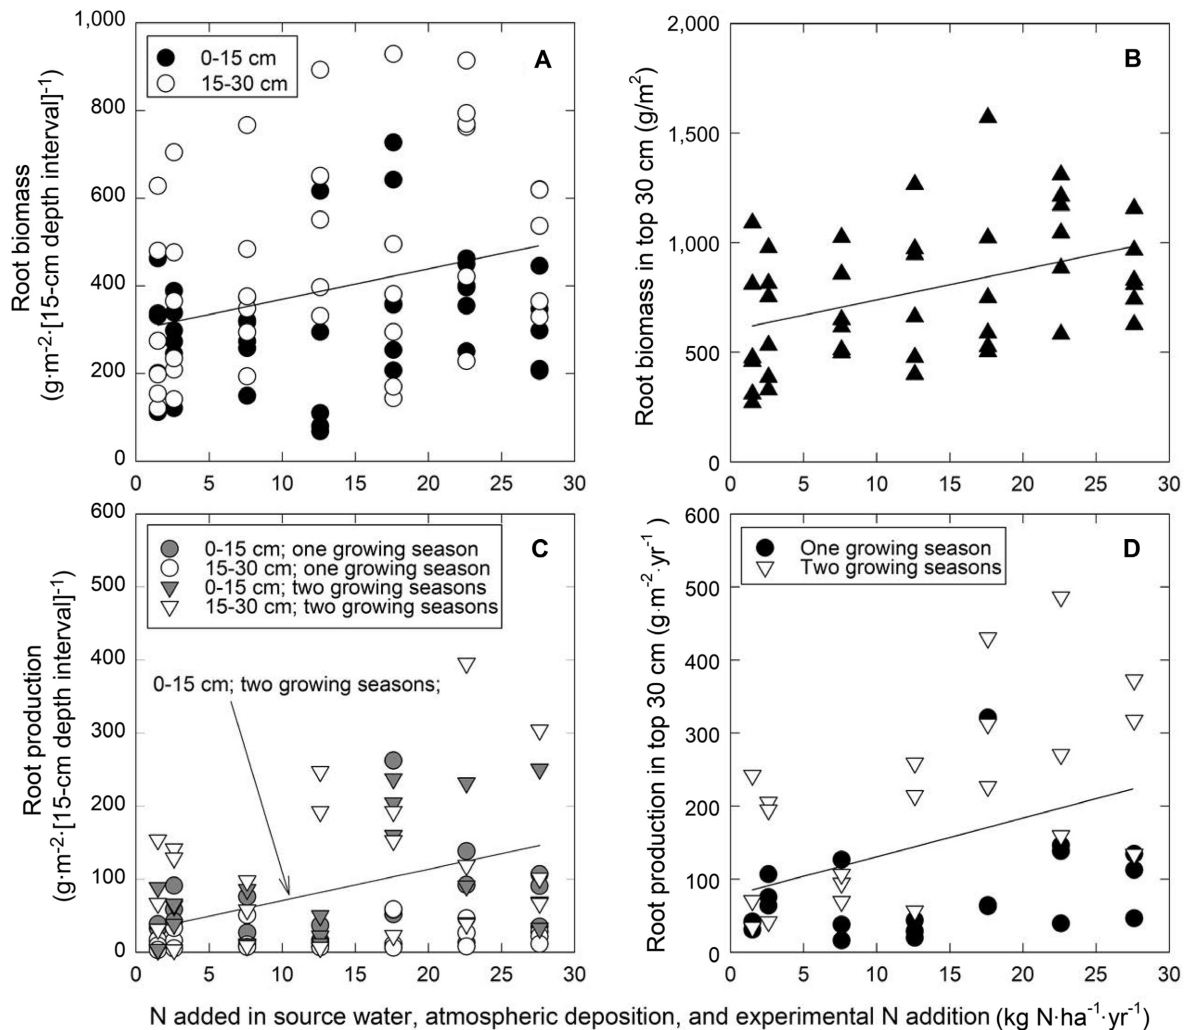 1,000
800
600
400
200
0
0 5 10 15 20 25 30
Root biomass
(g·m-2·[15-cm depth interval]-1)
0-15 cm
15-30 cm
A
2,000
1,500
1,000
500
0
0 5 10 15 20 25 30
Root biomass in top 30 cm (g/m2)
B
600
500
400
300
200
100
0
0 5 10 15 20 25 30
Root production
(g·m-2·[15-cm depth interval]-1)
0-15 cm; one growing season
15-30 cm; one growing season
0-15 cm; two growing seasons
15-30 cm; two growing seasons
C
0-15 cm; two growing seasons;
600
500
400
300
200
100
0
0 5 10 15 20 25 30
Root production in top 30 cm (g·m-2·yr-1)
One growing season
Two growing seasons
D
N added in source water, atmospheric deposition, and experimental N addition (kg N·ha-1·yr-1)